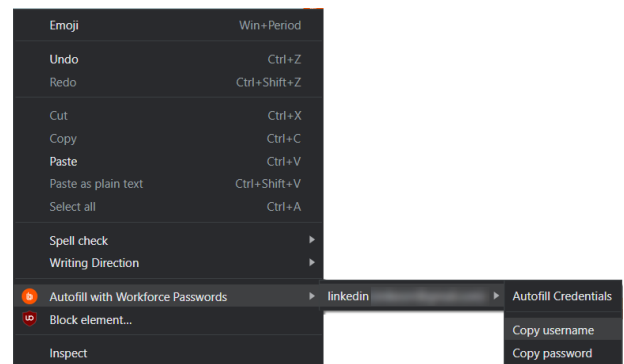 Emoji Win+Period
Undo Ctrl+Z
Redo Ctrl+Shift+Z
Cut Ctrl+X
Copy Ctrl+C
Paste Ctrl+V
Paste as plain text Ctrl+Shift+V
Select all Ctrl+A
Spell check
Writing Direction
b Autofill with Workforce Passwords linkedin Autofill Credentials
uD Block element...
Copy username
Inspect Copy password